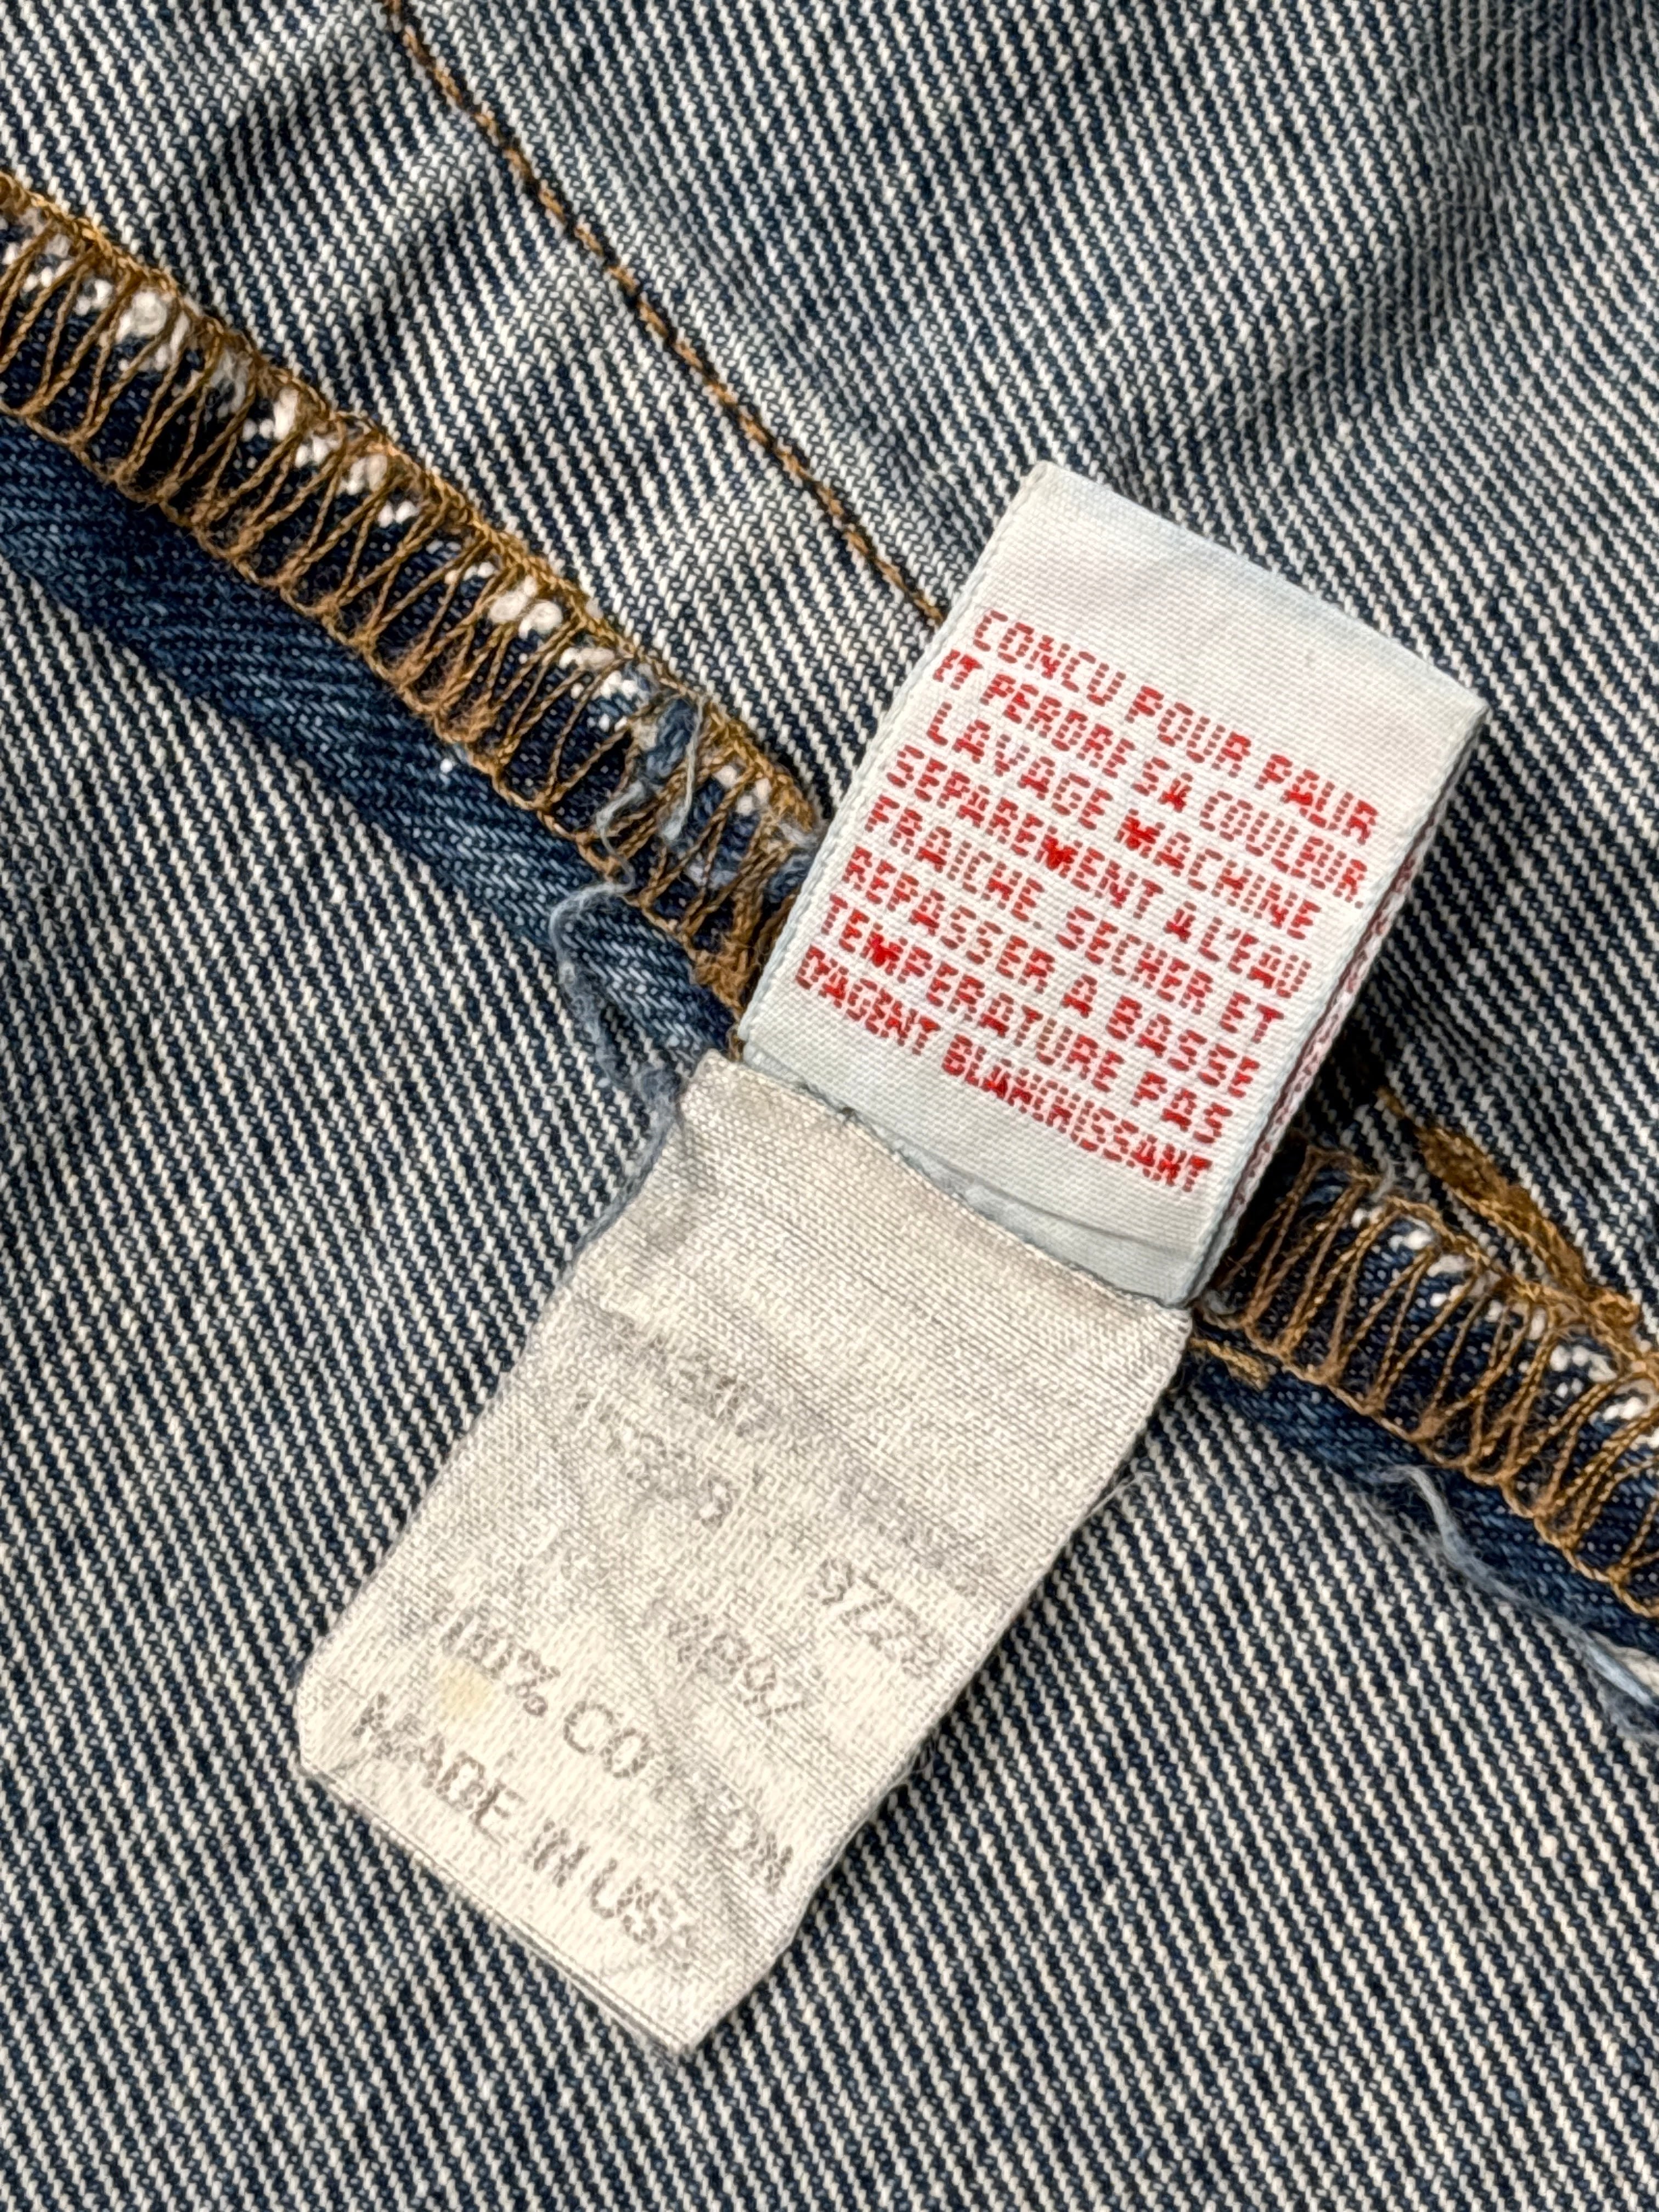 CONCU POUR PALIR
ET PERDRE SA COULEUR.
LAVAGE MACHINE
SEPAREMENT A L'EAU
FRAICHE. SECHER ET
REPASSER A BASSE
TEMPERATURE PAS
D'AGENT BLANCHISSANT
100% COTTON
MADE IN USA